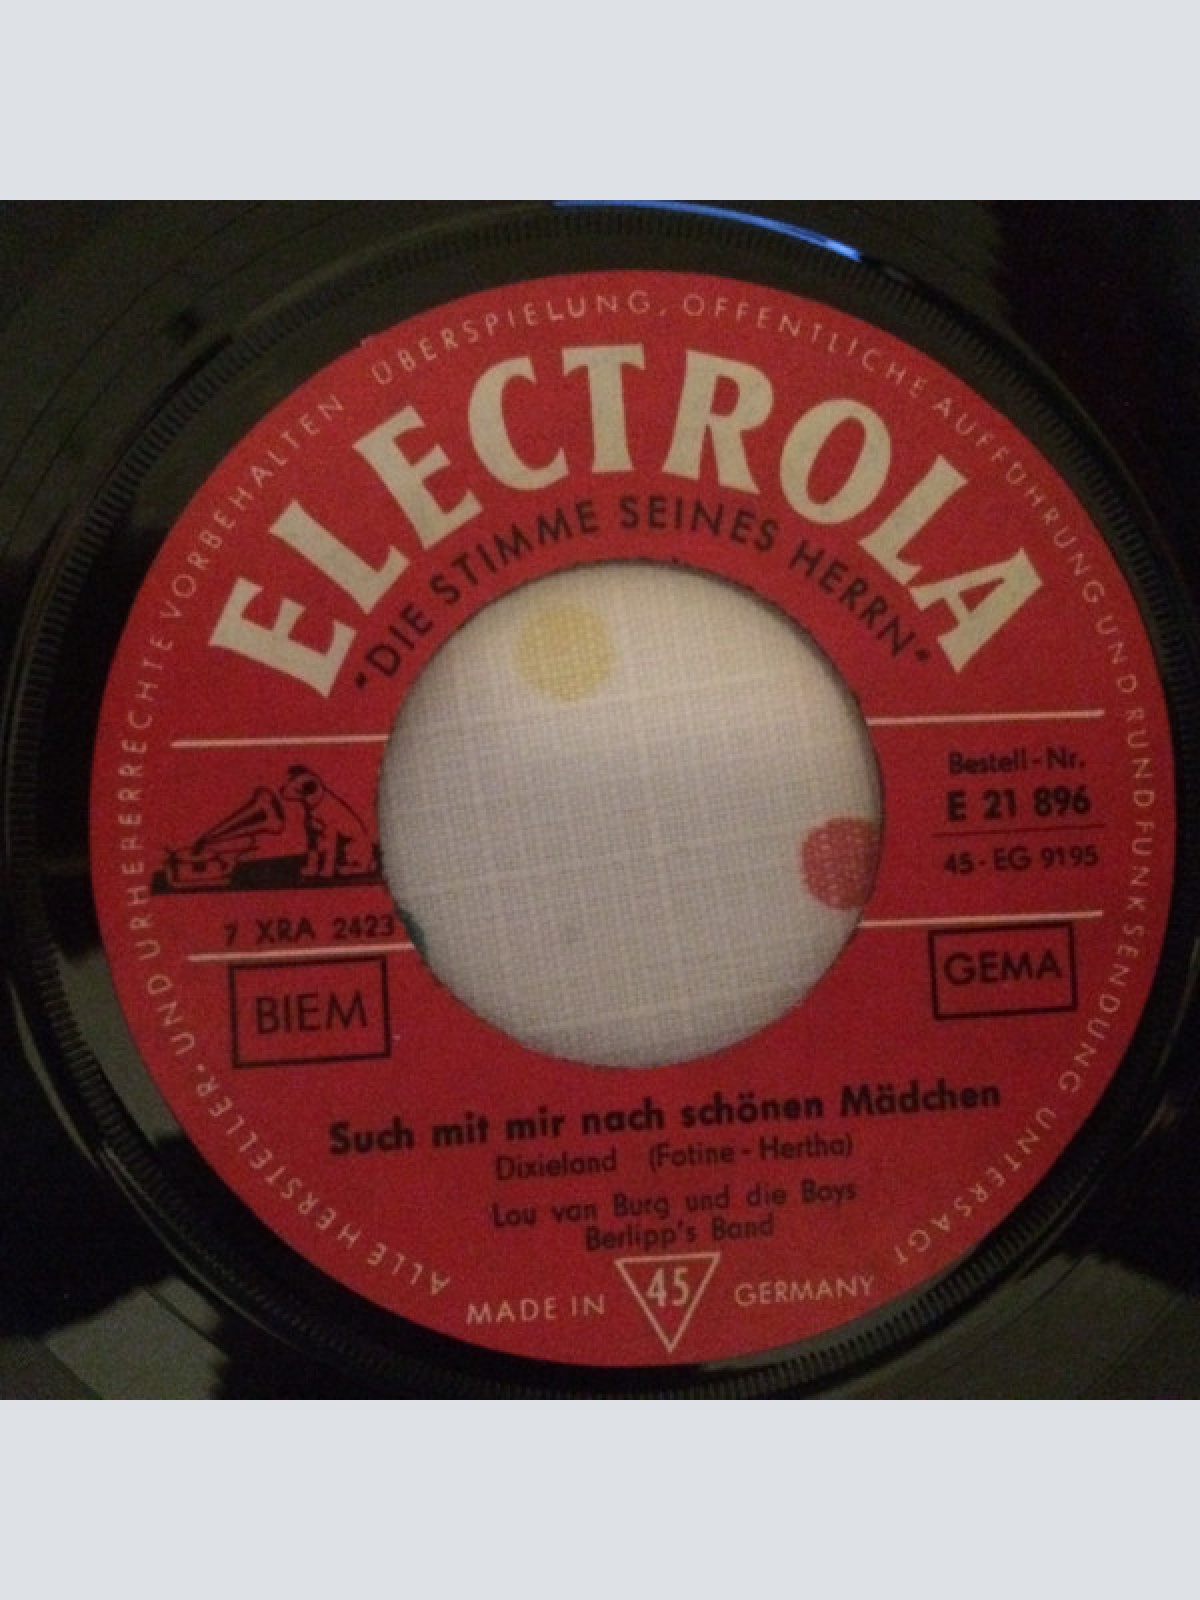 ALLE HERSTELLER- UND URHEBERRECHTE VORBEHALTEN ÜBERSPIELUNG, ÖFFENTLICHE AUFFÜHRUNG UND RUNDFUNKSENDUNG UNTERSAGT
ELECTROLA
"DIE STIMME SEINES HERRN"
Bestell-Nr.
E 21 896
45-EG 9195
7 XRA 2423
BIEM
GEMA
Such mit mir nach schönen Mädchen
Dixieland (Fotine - Hertha)
Lou van Burg und die Boys
Berlipp's Band
MADE IN 45 GERMANY